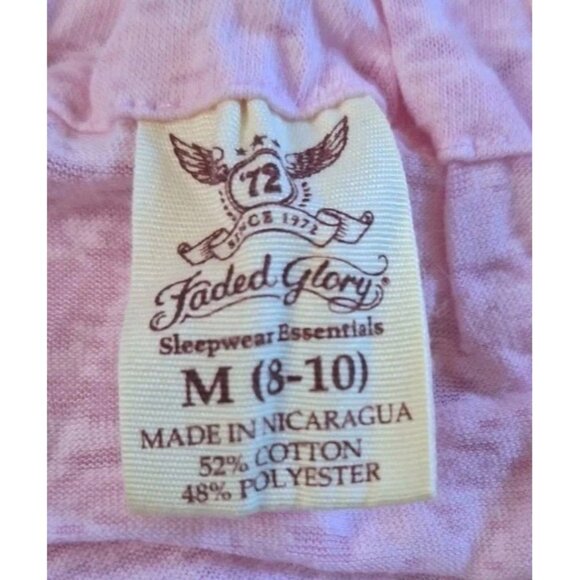 '72
SINCE 1972
Faded Glory®
Sleepwear Essentials
M (8-10)
MADE IN NICARAGUA
52% COTTON
48% POLYESTER